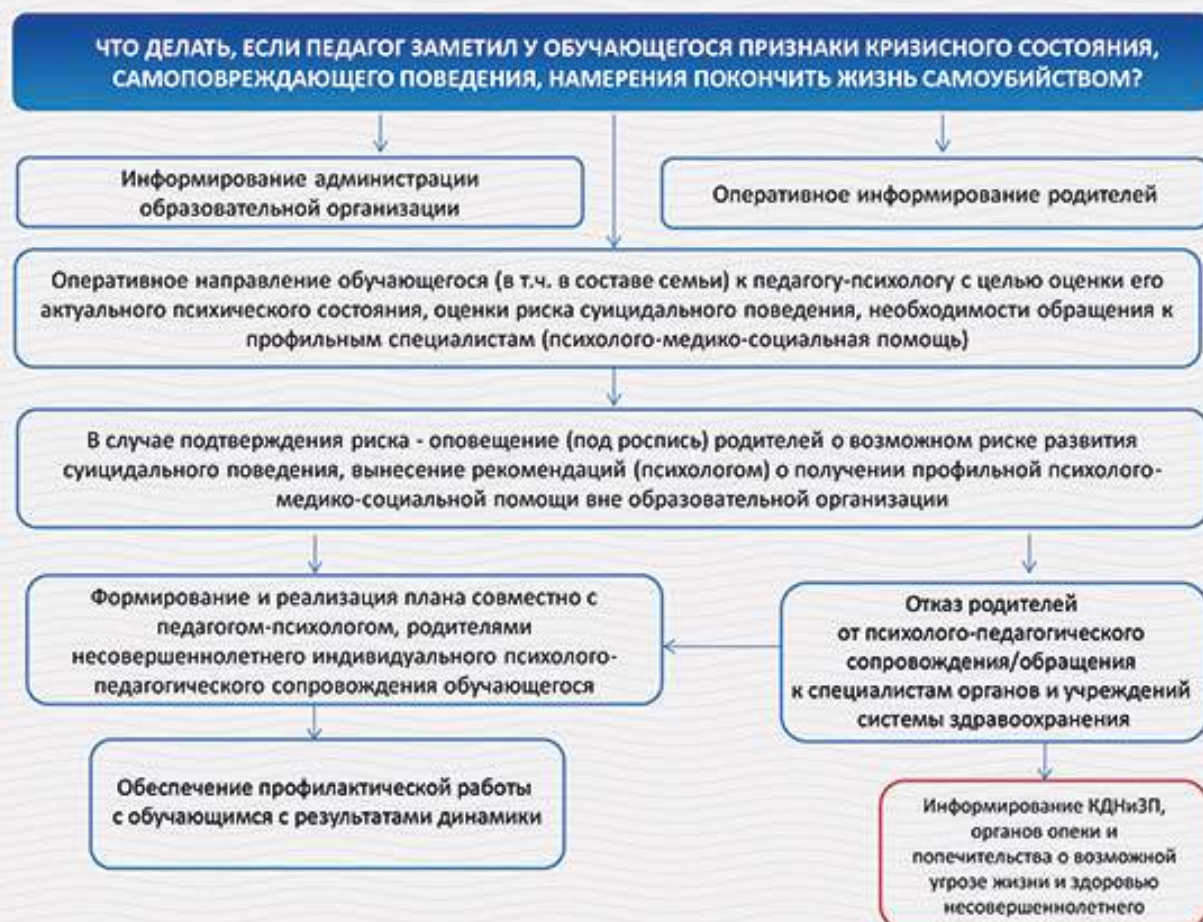 ЧТО ДЕЛАТЬ, ЕСЛИ ПЕДАГОГ ЗАМЕТИЛ У ОБУЧАЮЩЕГОСЯ ПРИЗНАКИ КРИЗИСНОГО СОСТОЯНИЯ,
САМОПОВРЕЖДАЮЩЕГО ПОВЕДЕНИЯ, НАМЕРЕНИЯ ПОКОНЧИТЬ ЖИЗНЬ САМОУБИЙСТВОМ?
Информирование администрации
образовательной организации
Оперативное информирование родителей
Оперативное направление обучающегося (в т.ч. в составе семьи) к педагогу-психологу с целью оценки его
актуального психического состояния, оценки риска суицидального поведения, необходимости обращения к
профильным специалистам (психолого-медико-социальная помощь)
В случае подтверждения риска - оповещение (под роспись) родителей о возможном риске развития
суицидального поведения, вынесение рекомендаций (психологом) о получении профильной психолого-
медико-социальной помощи вне образовательной организации
Формирование и реализация плана совместно с
педагогом-психологом, родителями
несовершеннолетнего индивидуального психолого-
педагогического сопровождения обучающегося
Отказ родителей
от психолого-педагогического
сопровождения/обращения
к специалистам органов и учреждений
системы здравоохранения
Обеспечение профилактической работы
с обучающимся с результатами динамики
Информирование КДНиЗП,
органов опеки и
попечительства о возможной
угрозе жизни и здоровью
несовершеннолетнего